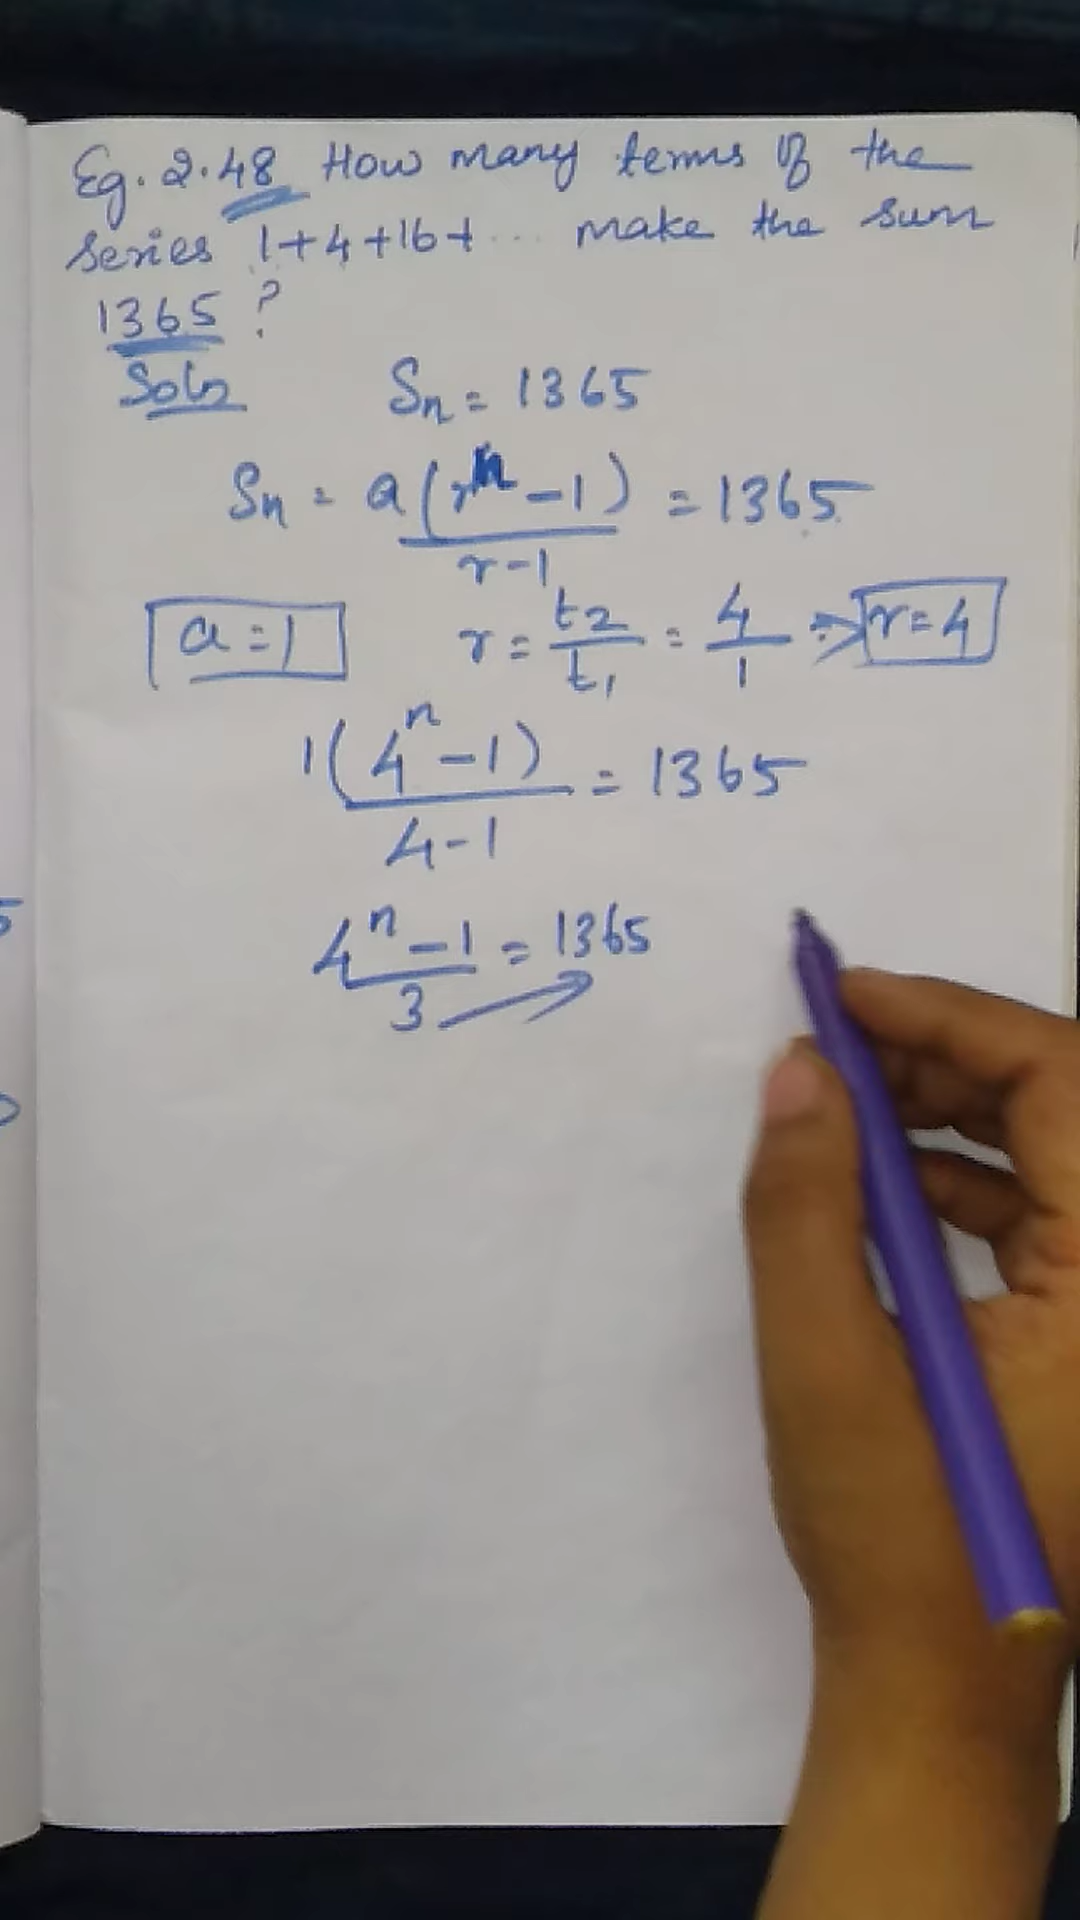 Eg. 2.48 How many terms of the
series 1+4+16+... make the sum
1365 ?
Soln Sn = 1365
Sn = a(r^n - 1) / r-1 = 1365
a = 1 r = t2/t1 = 4/1 => r = 4
1(4^n - 1) / 4-1 = 1365
4^n - 1 / 3 = 1365